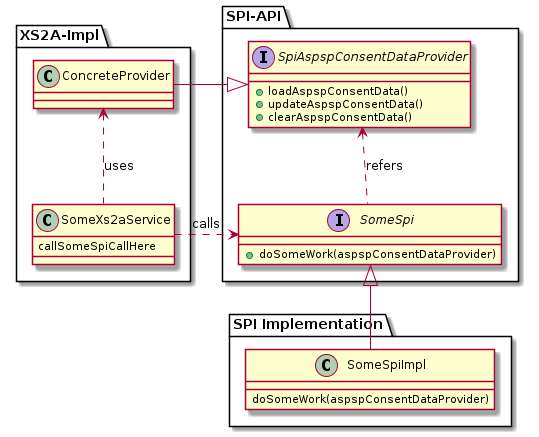 XS2A-Impl
C ConcreteProvider
uses
C SomeXs2aService
callSomeSpiCallHere
calls
SPI-API
I SpiAspspConsentDataProvider
loadAspspConsentData()
updateAspspConsentData()
clearAspspConsentData()
refers
I SomeSpi
doSomeWork(aspspConsentDataProvider)
SPI Implementation
C SomeSpiImpl
doSomeWork(aspspConsentDataProvider)